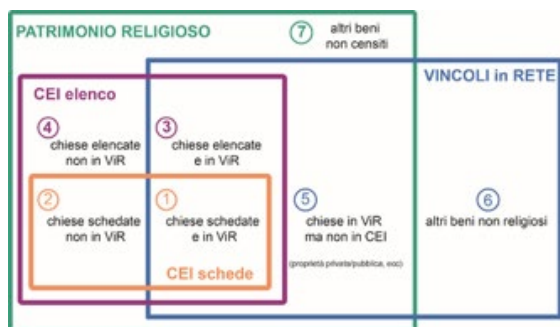 PATRIMONIO RELIGIOSO
7
altri beni
non censiti
VINCOLI in RETE
CEI elenco
4
chiese elencate
non in ViR
3
chiese elencate
e in ViR
2
chiese schedate
non in ViR
1
chiese schedate
e in ViR
5
chiese in ViR
ma non in CEI
(proprietà privata/pubblica, ecc)
6
altri beni non religiosi
CEI schede